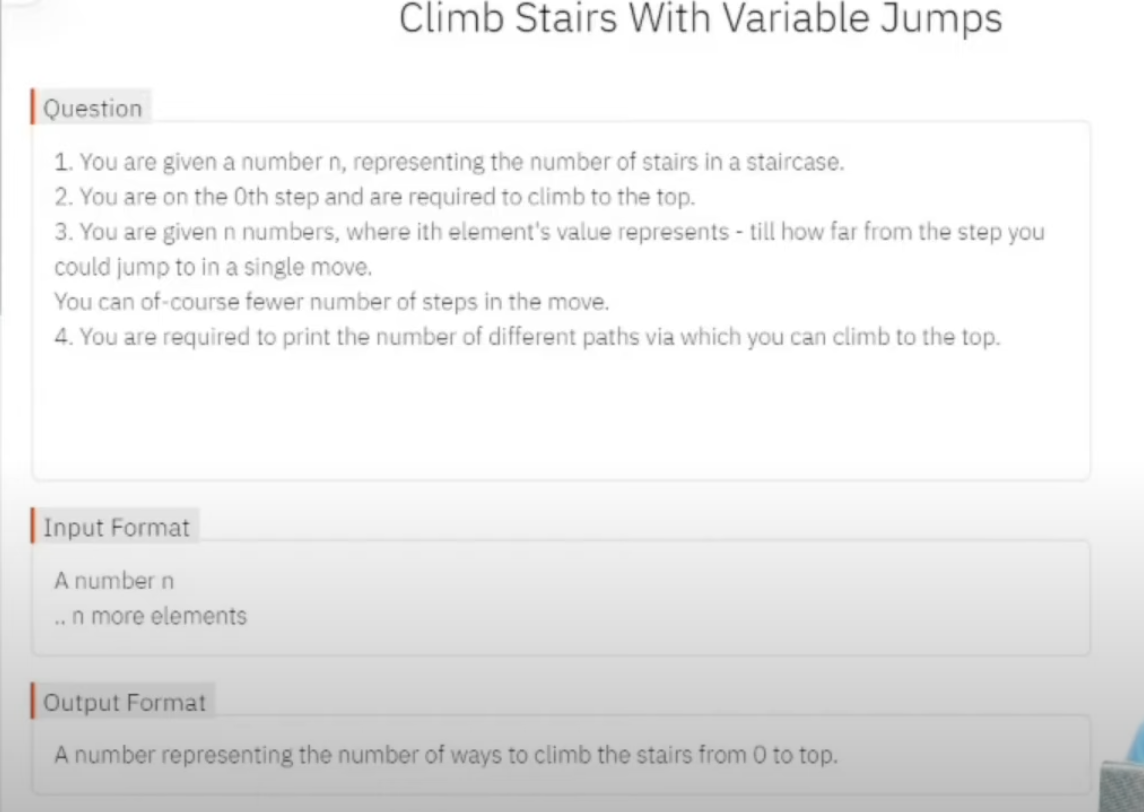 Climb Stairs With Variable Jumps
Question
1. You are given a number n, representing the number of stairs in a staircase.
2. You are on the 0th step and are required to climb to the top.
3. You are given n numbers, where ith element's value represents - till how far from the step you
could jump to in a single move.
You can of-course fewer number of steps in the move.
4. You are required to print the number of different paths via which you can climb to the top.
Input Format
A number n
.. n more elements
Output Format
A number representing the number of ways to climb the stairs from 0 to top.